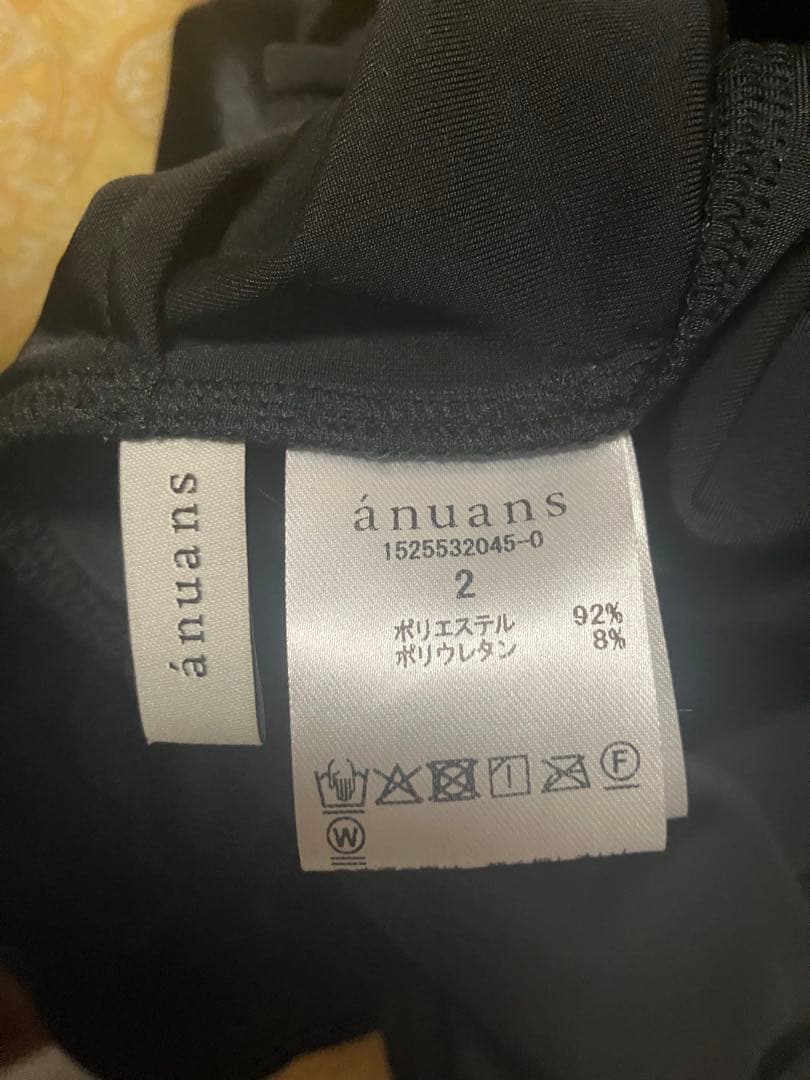 ánuans
ánuans
1525532045-0
2
ポリエステル 92%
ポリウレタン 8%
F
W